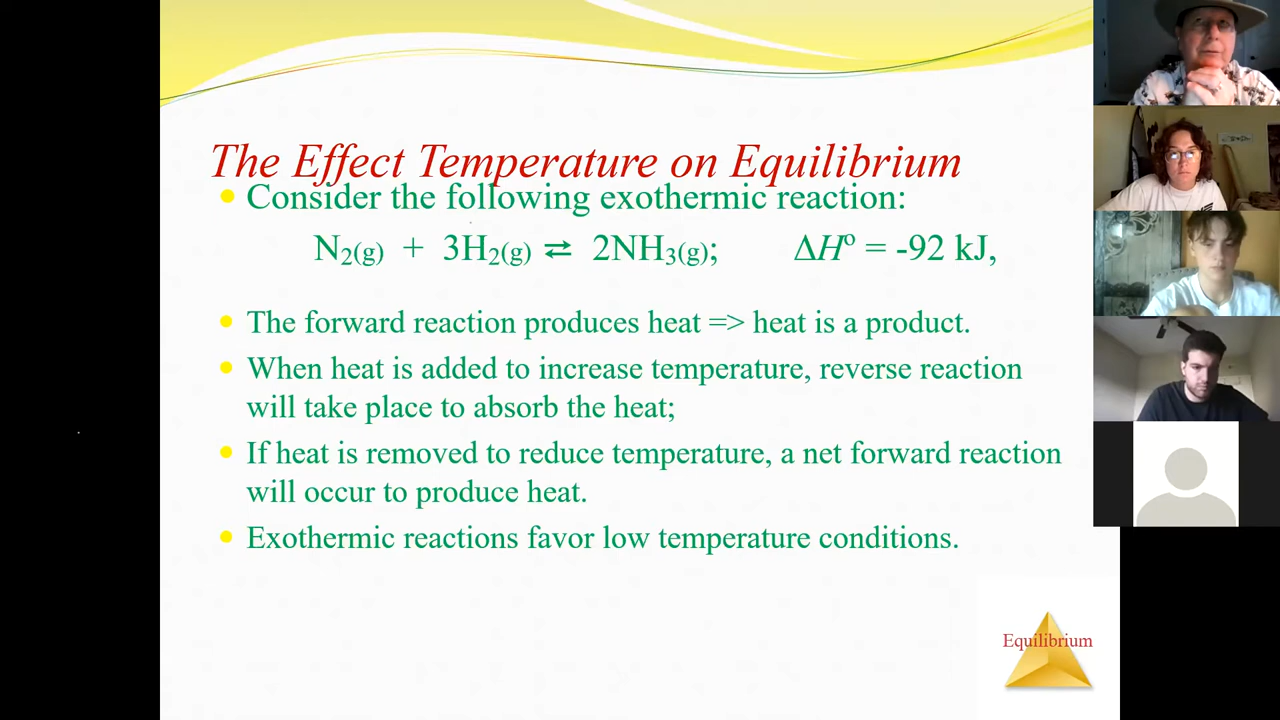 The Effect Temperature on Equilibrium
Consider the following exothermic reaction:
N2(g) + 3H2(g) ⇄ 2NH3(g); ΔHº = -92 kJ,
The forward reaction produces heat => heat is a product.
When heat is added to increase temperature, reverse reaction
will take place to absorb the heat;
If heat is removed to reduce temperature, a net forward reaction
will occur to produce heat.
Exothermic reactions favor low temperature conditions.
Equilibrium